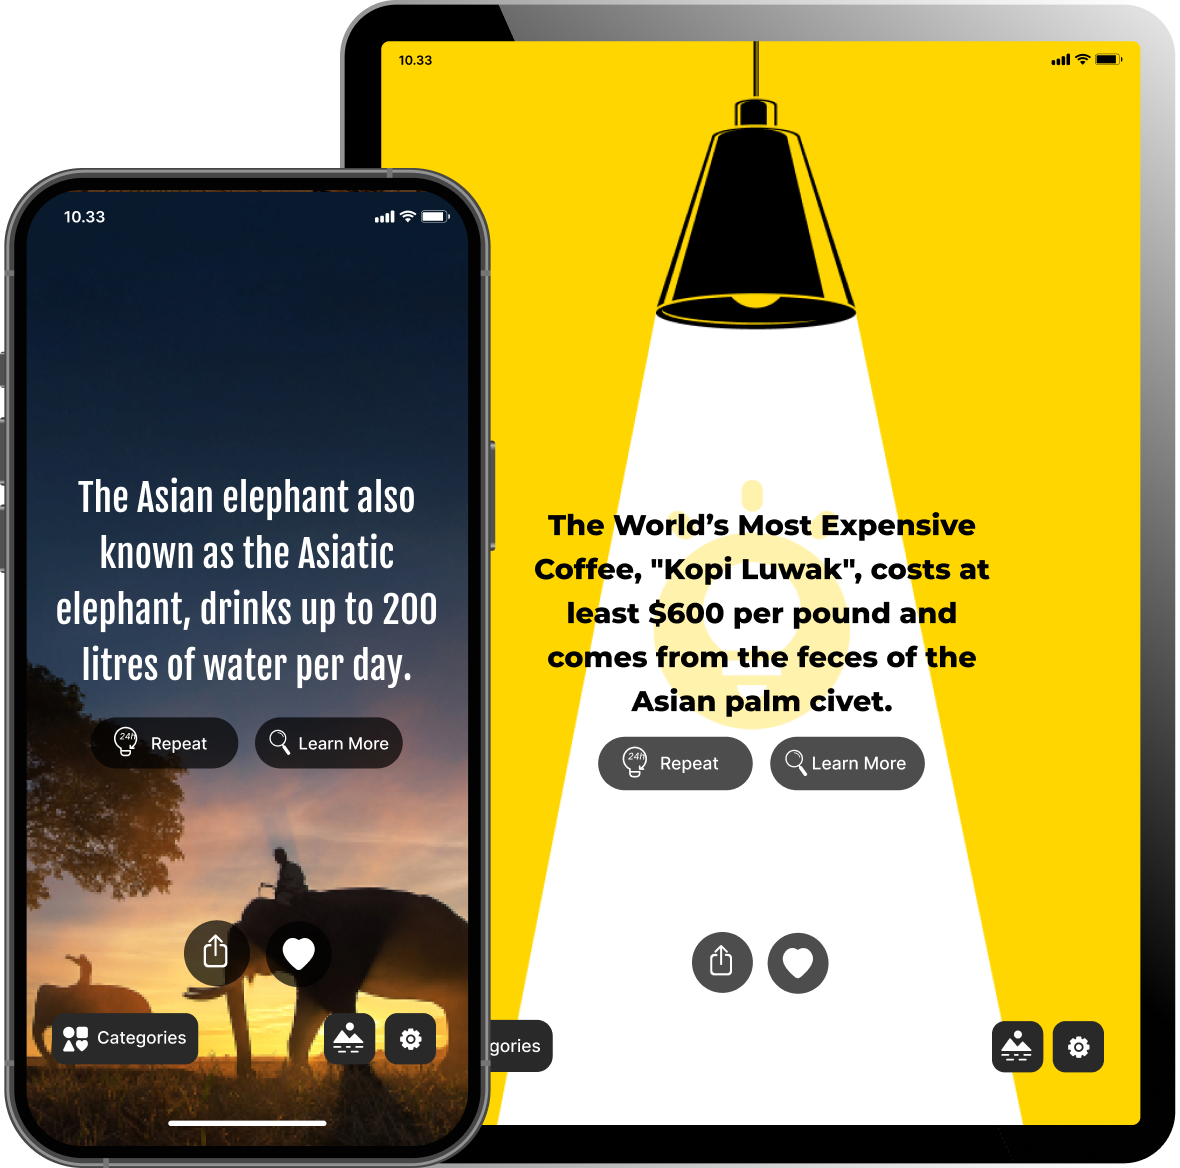 10.33
The Asian elephant also
known as the Asiatic
elephant, drinks up to 200
litres of water per day.
24h Repeat
Learn More
Categories
10.33
The World’s Most Expensive
Coffee, "Kopi Luwak", costs at
least $600 per pound and
comes from the feces of the
Asian palm civet.
24h Repeat
Learn More
gories